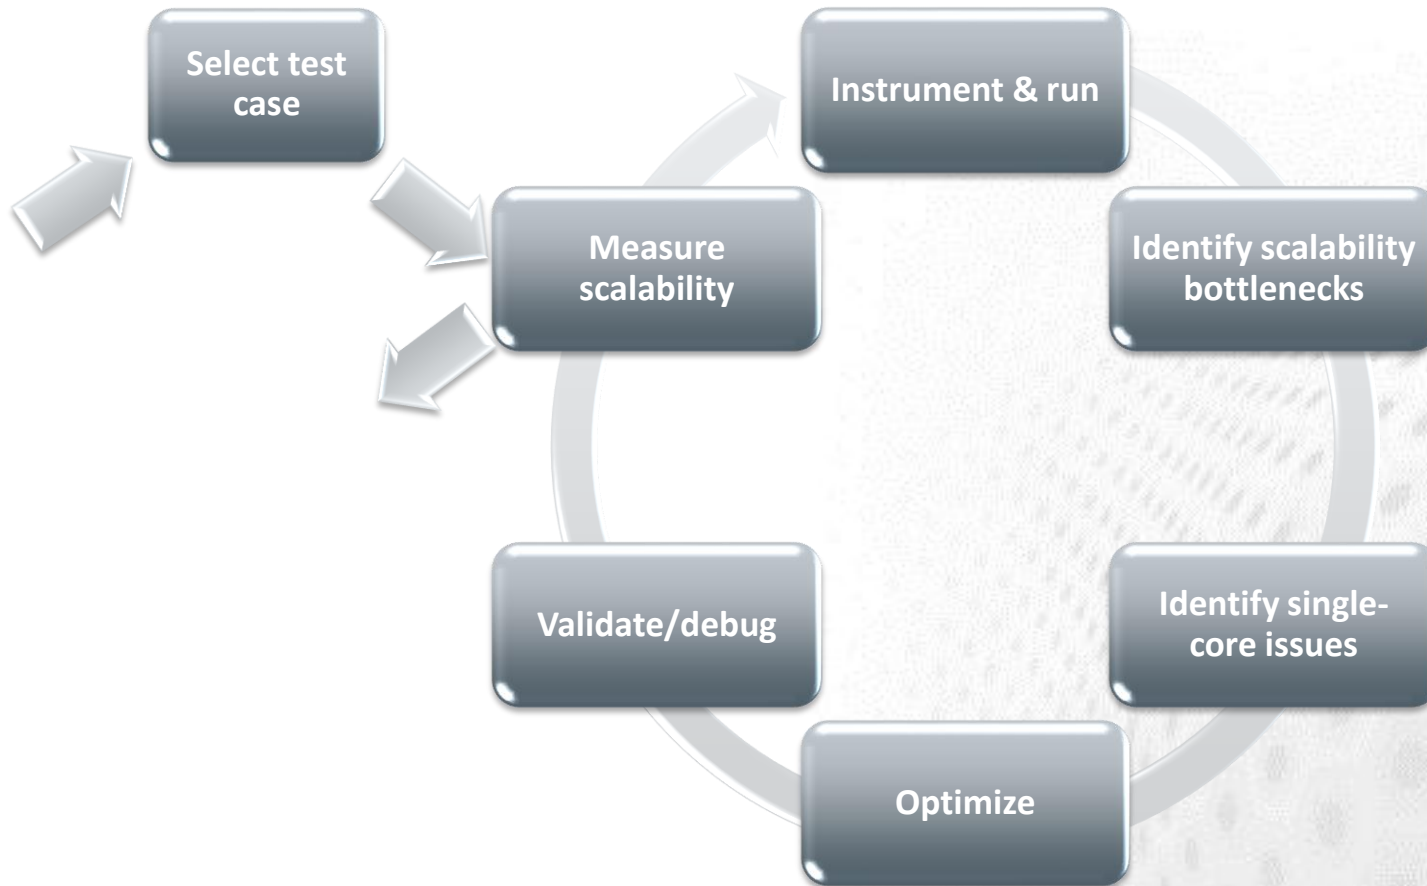 Select test
case
Instrument & run
Measure
scalability
Identify scalability
bottlenecks
Validate/debug
Identify single-
core issues
Optimize